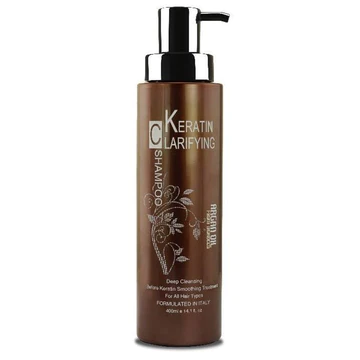 KERATIN
CLARIFYING
SHAMPOO
ARGAN OIL
Deep Cleansing
Before Keratin Smoothing Treatment
For All Hair Types
FORMULATED IN ITALY
400ml e 14.1 fl.or